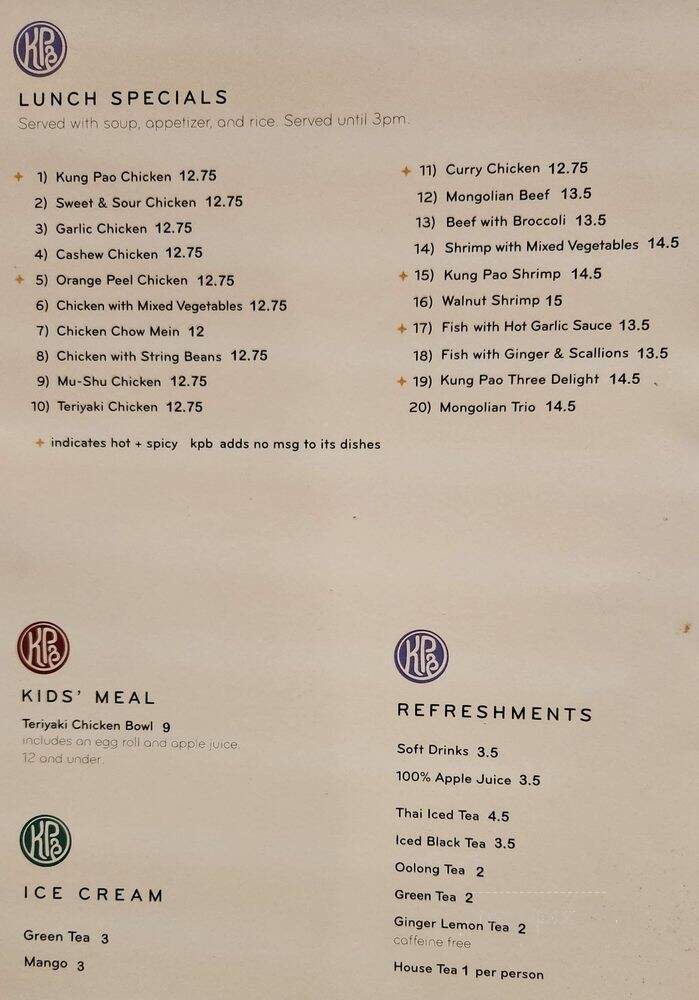 KPB
LUNCH SPECIALS
Served with soup, appetizer, and rice. Served until 3pm.
✦ 1) Kung Pao Chicken 12.75
2) Sweet & Sour Chicken 12.75
3) Garlic Chicken 12.75
4) Cashew Chicken 12.75
✦ 5) Orange Peel Chicken 12.75
6) Chicken with Mixed Vegetables 12.75
7) Chicken Chow Mein 12
8) Chicken with String Beans 12.75
9) Mu-Shu Chicken 12.75
10) Teriyaki Chicken 12.75
✦ 11) Curry Chicken 12.75
12) Mongolian Beef 13.5
13) Beef with Broccoli 13.5
14) Shrimp with Mixed Vegetables 14.5
✦ 15) Kung Pao Shrimp 14.5
16) Walnut Shrimp 15
✦ 17) Fish with Hot Garlic Sauce 13.5
18) Fish with Ginger & Scallions 13.5
✦ 19) Kung Pao Three Delight 14.5
20) Mongolian Trio 14.5
✦ indicates hot + spicy kpb adds no msg to its dishes
KPB
KIDS' MEAL
Teriyaki Chicken Bowl 9
includes an egg roll and apple juice.
12 and under.
KPB
ICE CREAM
Green Tea 3
Mango 3
KPB
REFRESHMENTS
Soft Drinks 3.5
100% Apple Juice 3.5
Thai Iced Tea 4.5
Iced Black Tea 3.5
Oolong Tea 2
Green Tea 2
Ginger Lemon Tea 2
caffeine free
House Tea 1 per person